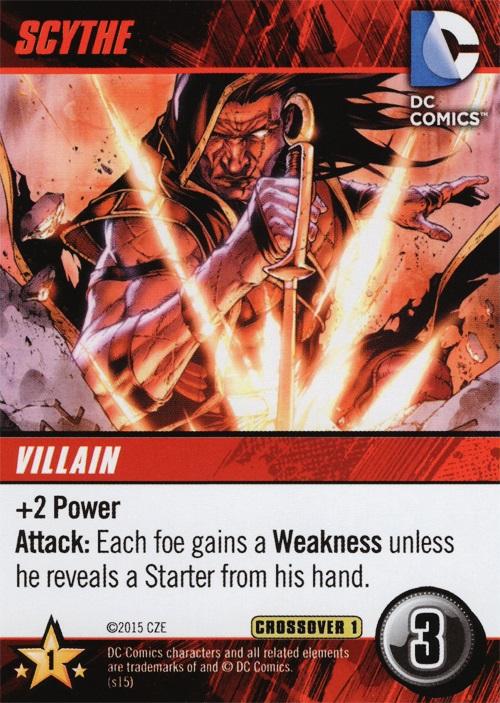 SCYTHE
DC
COMICS™
VILLAIN
+2 Power
Attack: Each foe gains a Weakness unless
he reveals a Starter from his hand.
©2015 CZE
CROSSOVER 1
3
1
DC Comics characters and all related elements
are trademarks of and © DC Comics.
(s15)